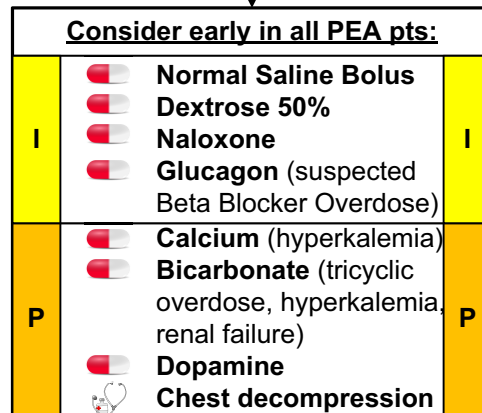 Consider early in all PEA pts:
I
Normal Saline Bolus
I
Dextrose 50%
Naloxone
Glucagon (suspected
Beta Blocker Overdose)
P
Calcium (hyperkalemia)
P
Bicarbonate (tricyclic
overdose, hyperkalemia,
renal failure)
Dopamine
Chest decompression